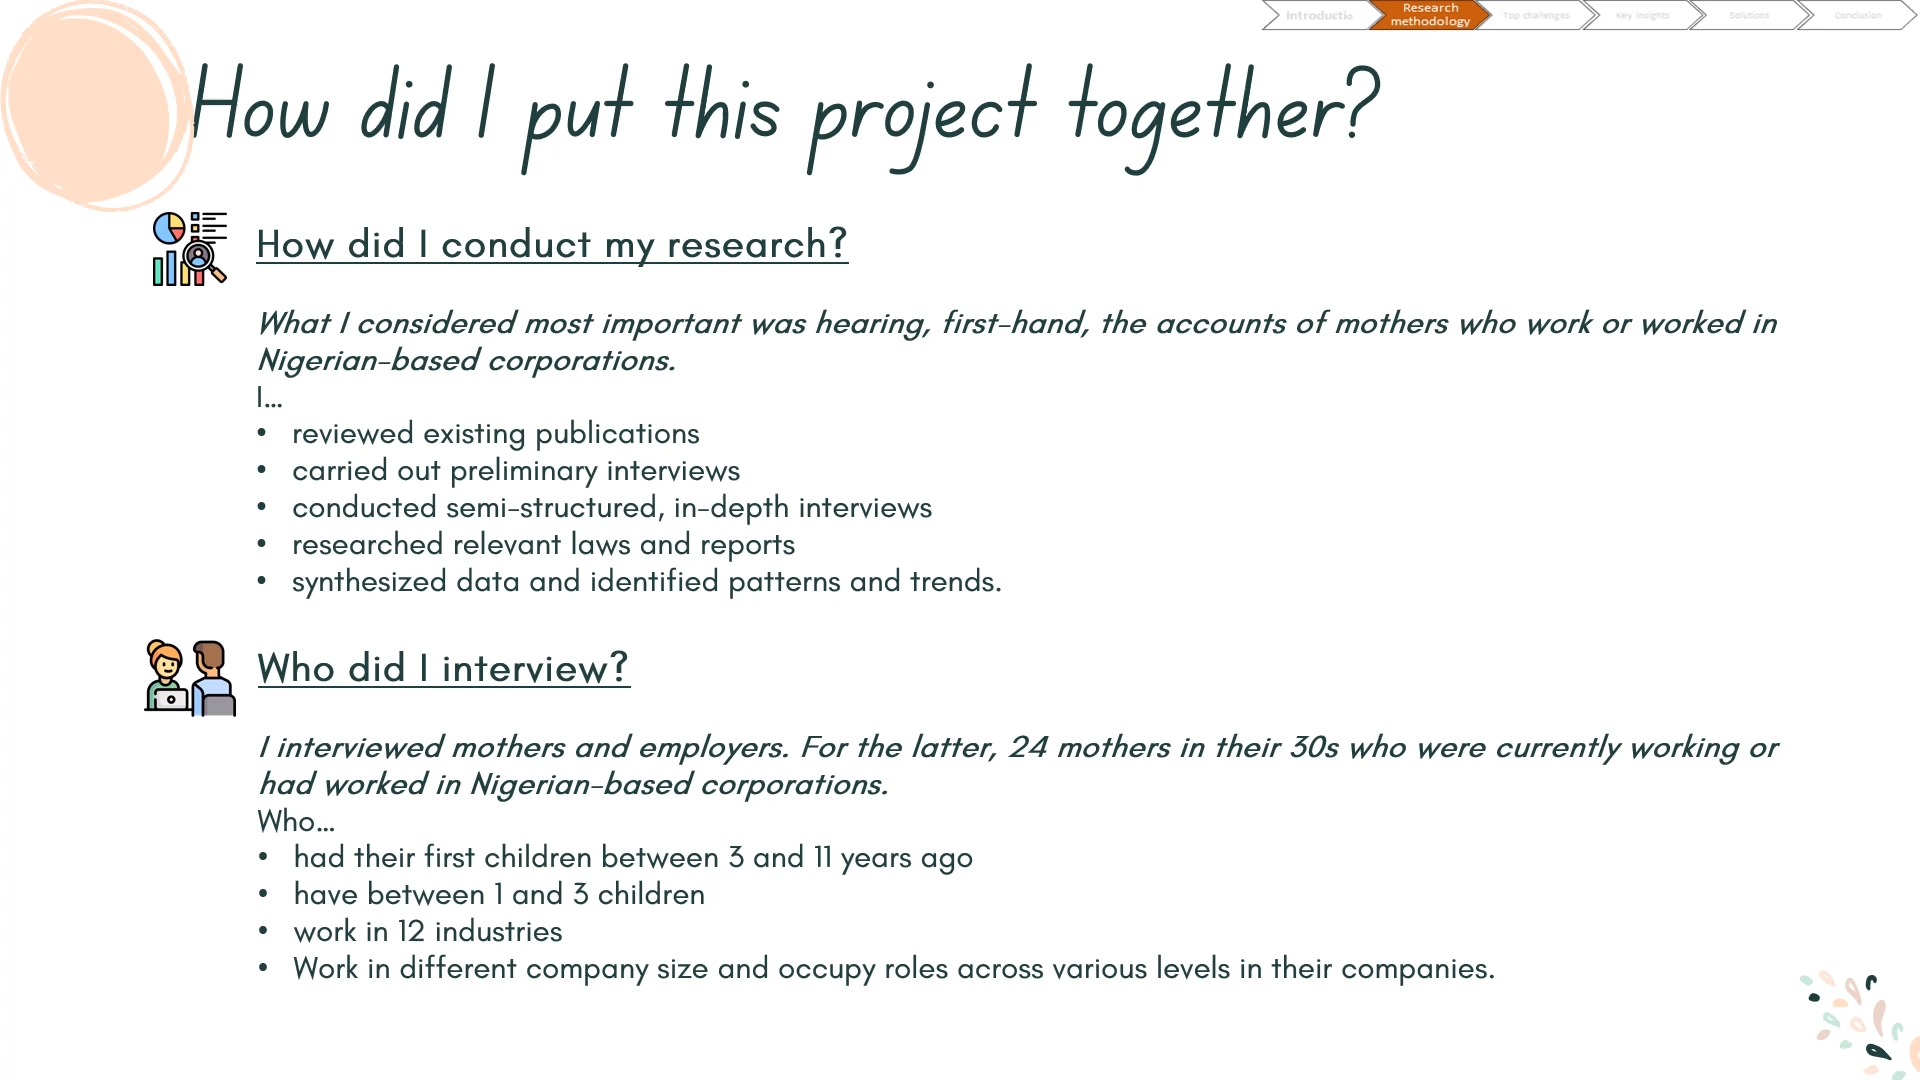 Introductio
Research
methodology
Top challenges
Key insights
Solutions
Conclusion
How did I put this project together?
How did I conduct my research?
What I considered most important was hearing, first-hand, the accounts of mothers who work or worked in
Nigerian-based corporations.
I...
• reviewed existing publications
• carried out preliminary interviews
• conducted semi-structured, in-depth interviews
• researched relevant laws and reports
• synthesized data and identified patterns and trends.
Who did I interview?
I interviewed mothers and employers. For the latter, 24 mothers in their 30s who were currently working or
had worked in Nigerian-based corporations.
Who...
• had their first children between 3 and 11 years ago
• have between 1 and 3 children
• work in 12 industries
• Work in different company size and occupy roles across various levels in their companies.